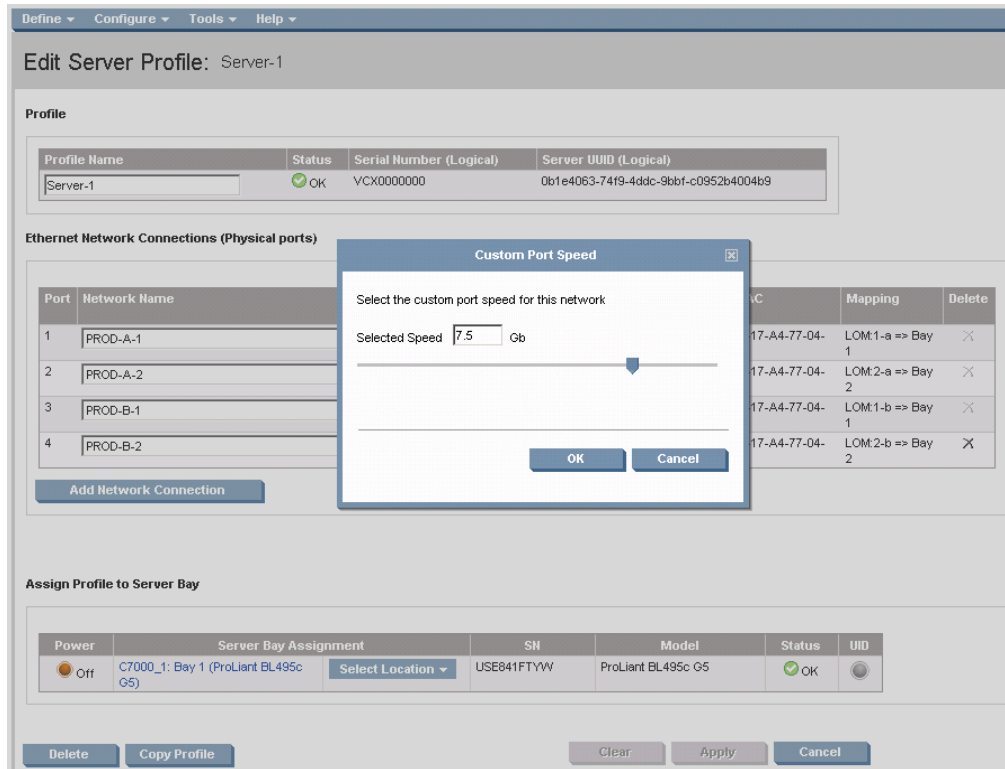 Define Configure Tools Help
Edit Server Profile: Server-1
Profile
Profile Name Status Serial Number (Logical) Server UUID (Logical)
Server-1 OK VCX0000000 0b1e4063-74f9-4ddc-9bbf-c0952b4004b9
Ethernet Network Connections (Physical ports)
Custom Port Speed
Select the custom port speed for this network
Selected Speed 7.5 Gb
OK Cancel
Port Network Name AC Mapping Delete
1 PROD-A-1 17-A4-77-04- LOM:1-a => Bay
1
2 PROD-A-2 17-A4-77-04- LOM:2-a => Bay
2
3 PROD-B-1 17-A4-77-04- LOM:1-b => Bay
1
4 PROD-B-2 17-A4-77-04- LOM:2-b => Bay
2
Add Network Connection
Assign Profile to Server Bay
Power Server Bay Assignment SN Model Status UID
Off C7000_1: Bay 1 (ProLiant BL495c Select Location USE841FTYW ProLiant BL495c G5 OK
G5)
Delete Copy Profile Clear Apply Cancel